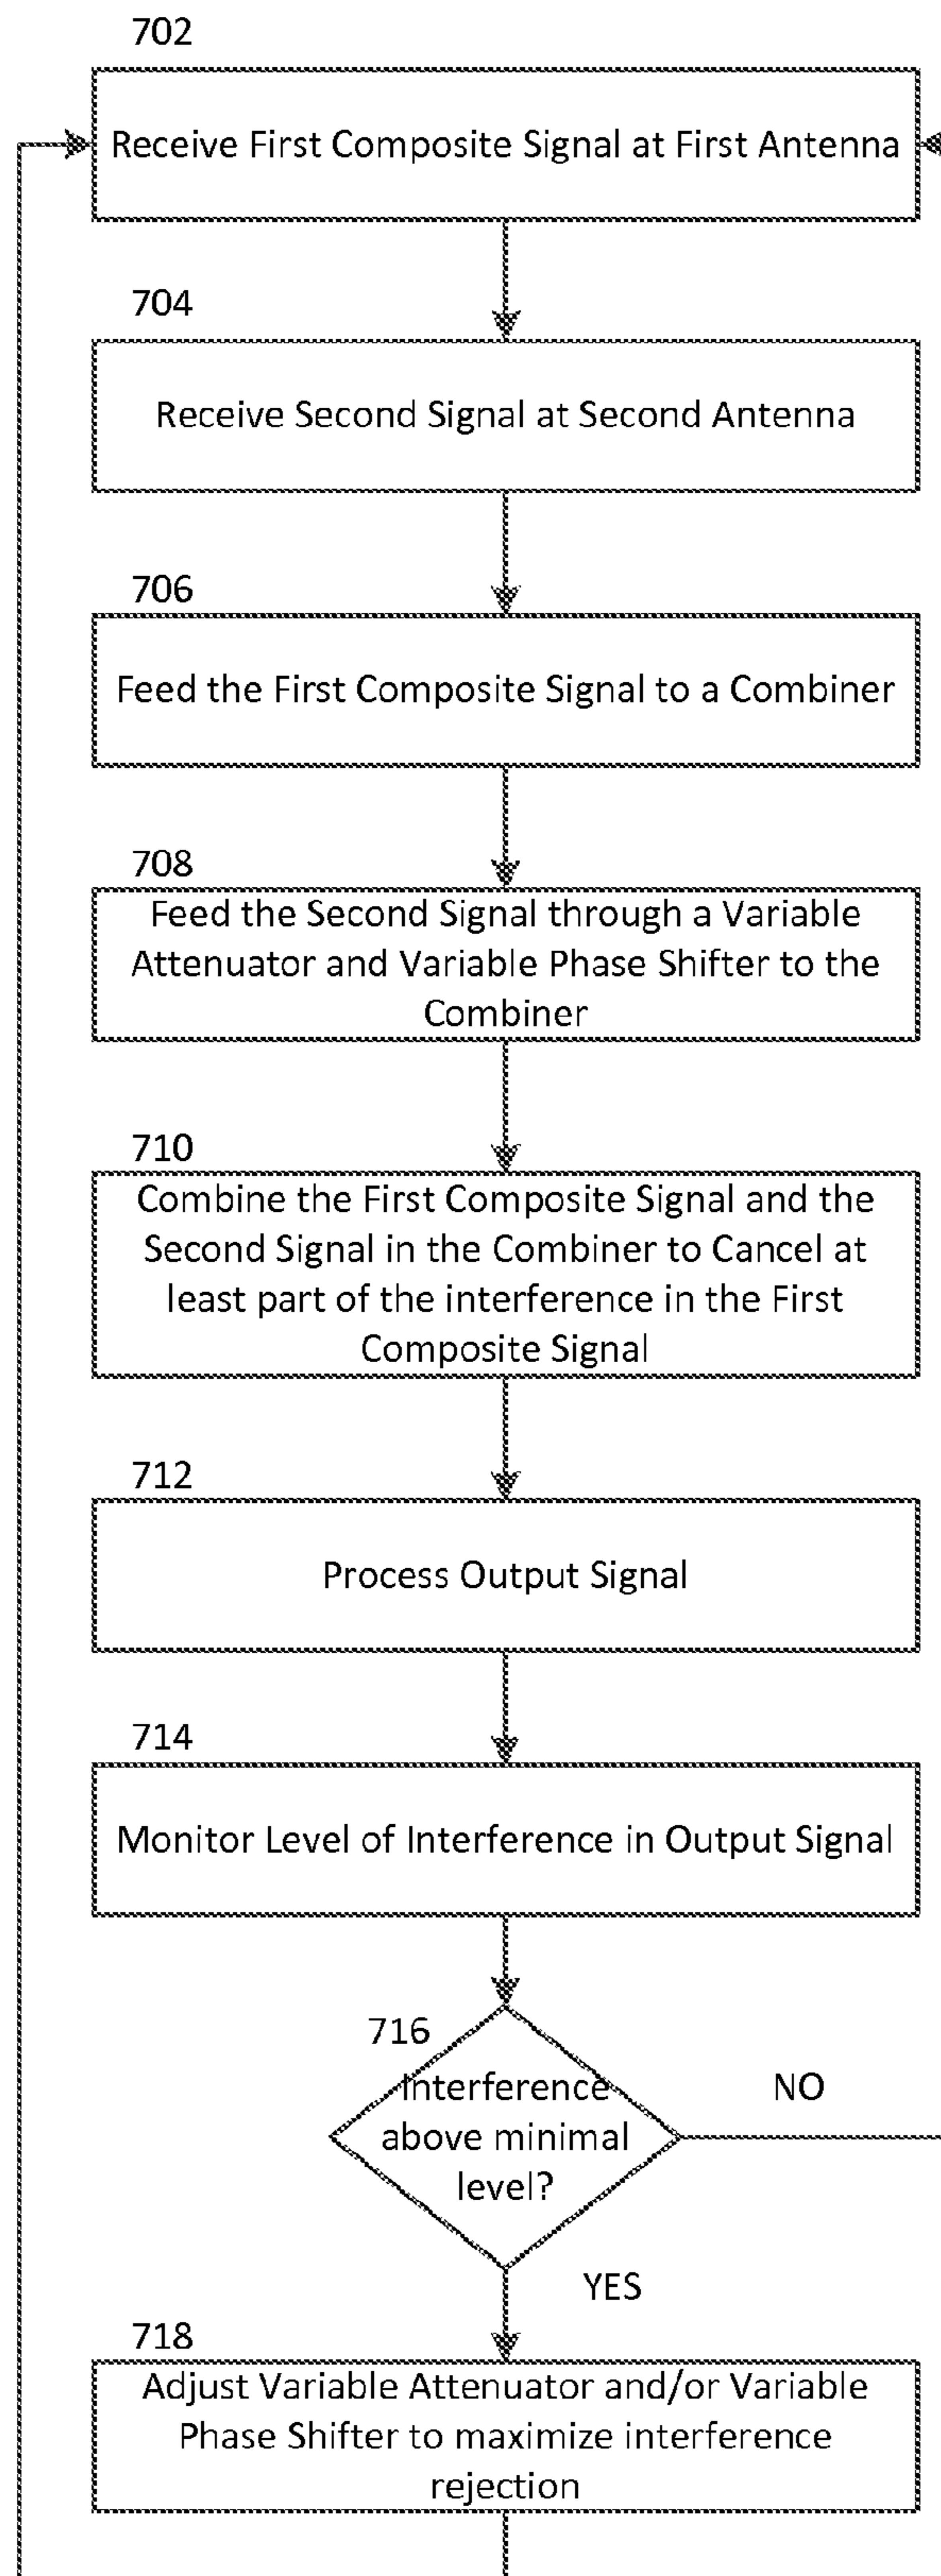 702
Receive First Composite Signal at First Antenna
704
Receive Second Signal at Second Antenna
706
Feed the First Composite Signal to a Combiner
708
Feed the Second Signal through a Variable
Attenuator and Variable Phase Shifter to the
Combiner
710
Combine the First Composite Signal and the
Second Signal in the Combiner to Cancel at
least part of the interference in the First
Composite Signal
712
Process Output Signal
714
Monitor Level of Interference in Output Signal
716
Interference
above minimal
level?
NO
YES
718
Adjust Variable Attenuator and/or Variable
Phase Shifter to maximize interference
rejection